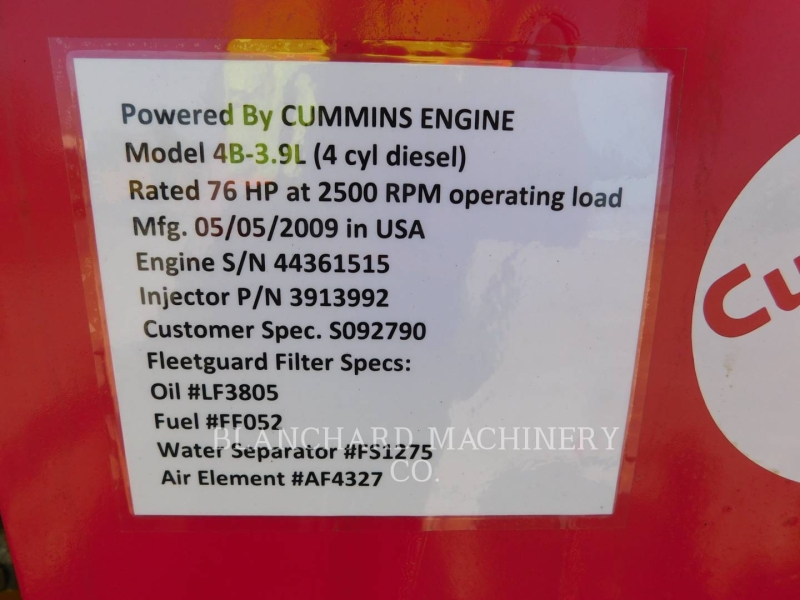 Powered By CUMMINS ENGINE
Model 4B-3.9L (4 cyl diesel)
Rated 76 HP at 2500 RPM operating load
Mfg. 05/05/2009 in USA
Engine S/N 44361515
Injector P/N 3913992
Customer Spec. S092790
Fleetguard Filter Specs:
Oil #LF3805
Fuel #FF052
Water Separator #FS1275
Air Element #AF4327
BLANCHARD MACHINERY
CO.
Cu